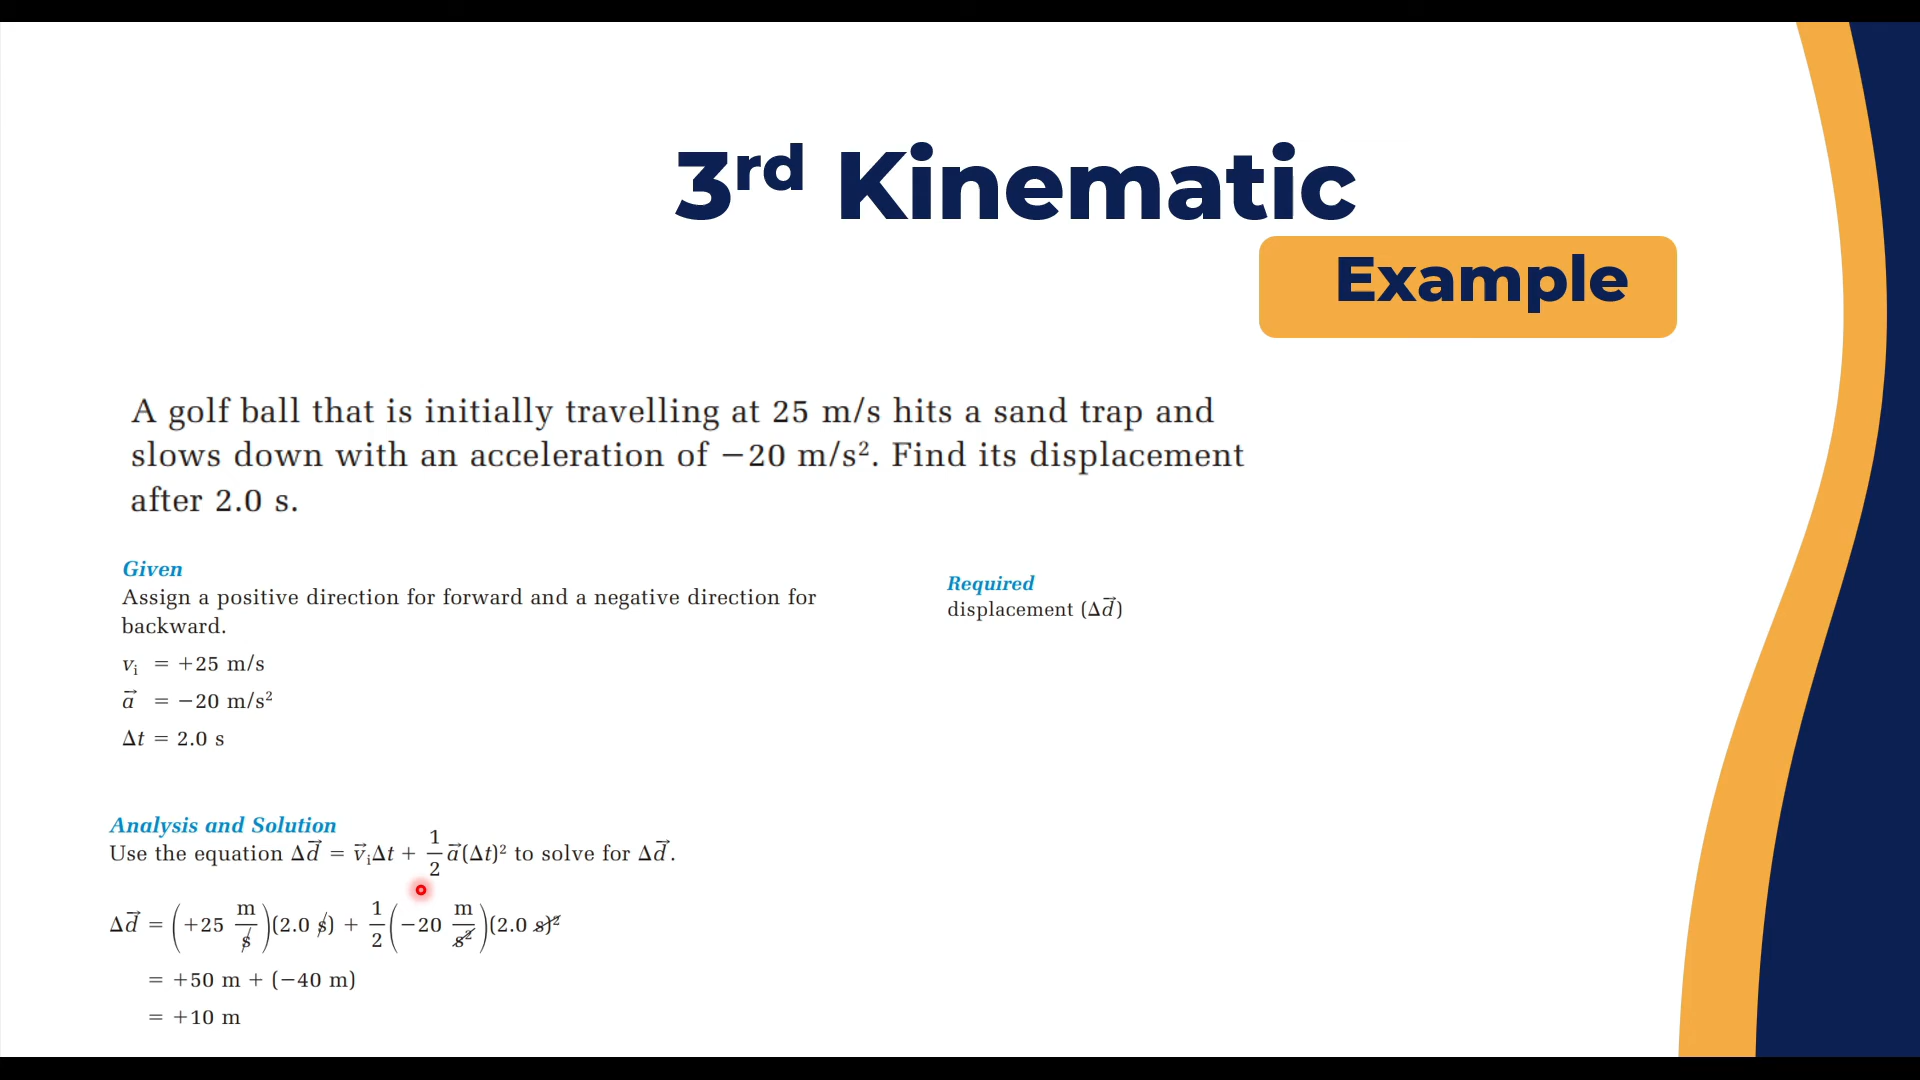 3rd Kinematic
Example
A golf ball that is initially travelling at 25 m/s hits a sand trap and
slows down with an acceleration of −20 m/s². Find its displacement
after 2.0 s.
Given
Assign a positive direction for forward and a negative direction for
backward.
vᵢ = +25 m/s
a⃗ = −20 m/s²
Δt = 2.0 s
Required
displacement (Δd⃗)
Analysis and Solution
Use the equation Δd⃗ = v⃗ᵢΔt + 1/2 a⃗(Δt)² to solve for Δd⃗.
Δd⃗ = (+25 m/s)(2.0 s) + 1/2 (−20 m/s²)(2.0 s)²
= +50 m + (−40 m)
= +10 m